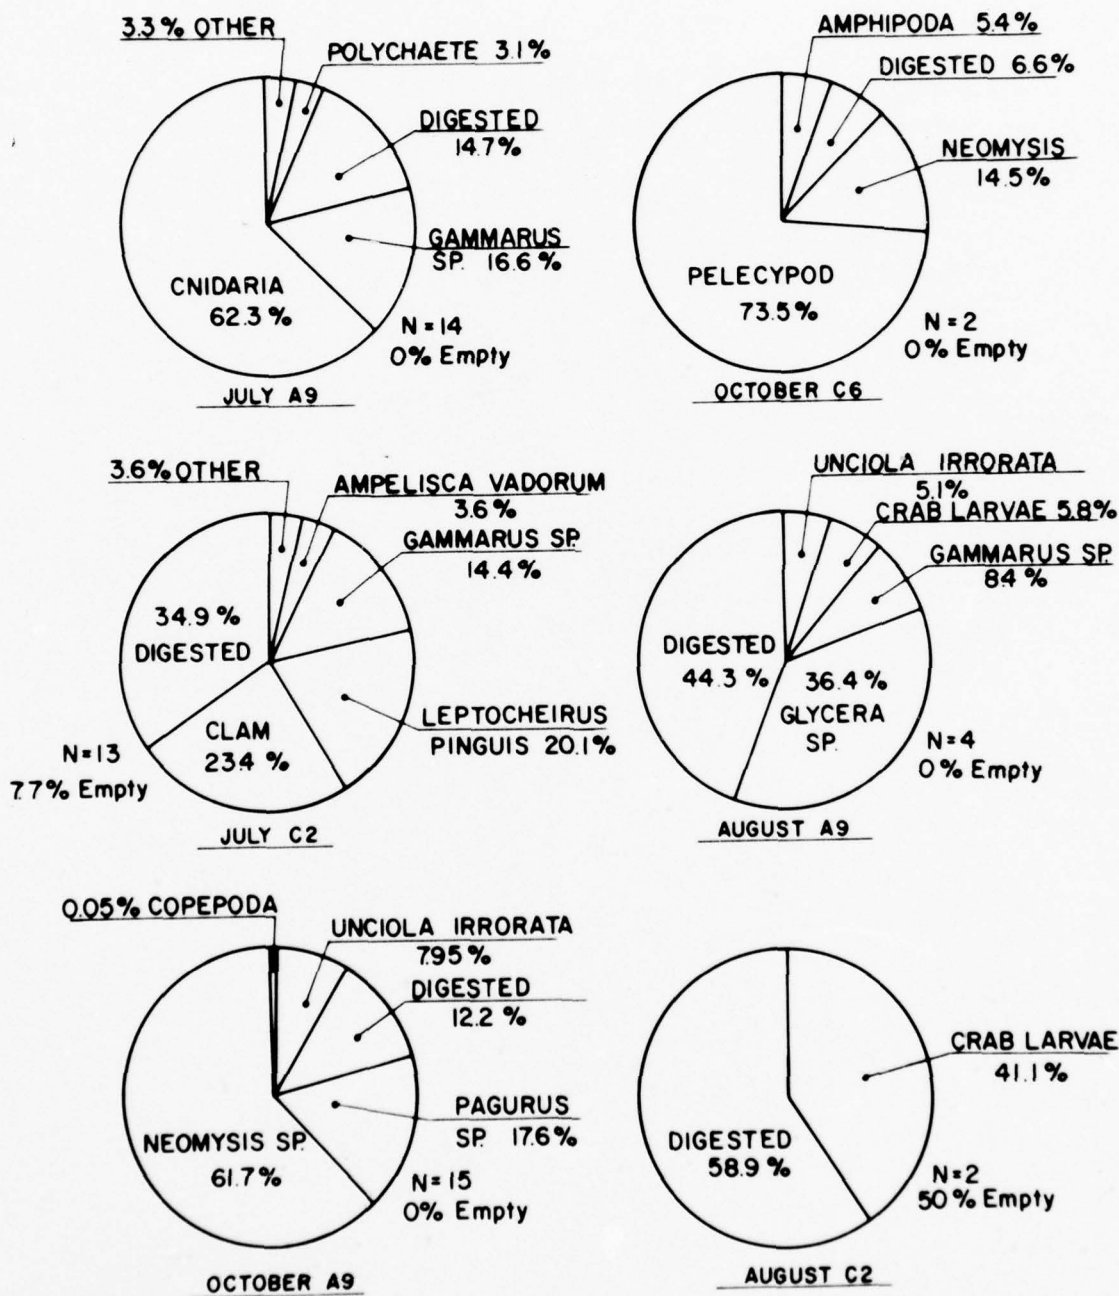 3.3% OTHER
POLYCHAETE 3.1%
DIGESTED
14.7%
GAMMARUS
SP. 16.6%
CNIDARIA
62.3%
N=14
0% Empty
JULY A9
AMPHIPODA 5.4%
DIGESTED 6.6%
NEOMYSIS
14.5%
PELECYPOD
73.5%
N=2
0% Empty
OCTOBER C6
3.6% OTHER
AMPELISCA VADORUM
3.6%
GAMMARUS SP.
14.4%
34.9%
DIGESTED
LEPTOCHEIRUS
PINGUIS 20.1%
CLAM
23.4%
N=13
7.7% Empty
JULY C2
UNCIOLA IRRORATA
5.1%
CRAB LARVAE 5.8%
GAMMARUS SP.
8.4%
DIGESTED
44.3%
36.4%
GLYCERA
SP.
N=4
0% Empty
AUGUST A9
0.05% COPEPODA
UNCIOLA IRRORATA
7.95%
DIGESTED
12.2%
PAGURUS
SP. 17.6%
NEOMYSIS SP.
61.7%
N=15
0% Empty
OCTOBER A9
CRAB LARVAE
41.1%
DIGESTED
58.9%
N=2
50% Empty
AUGUST C2